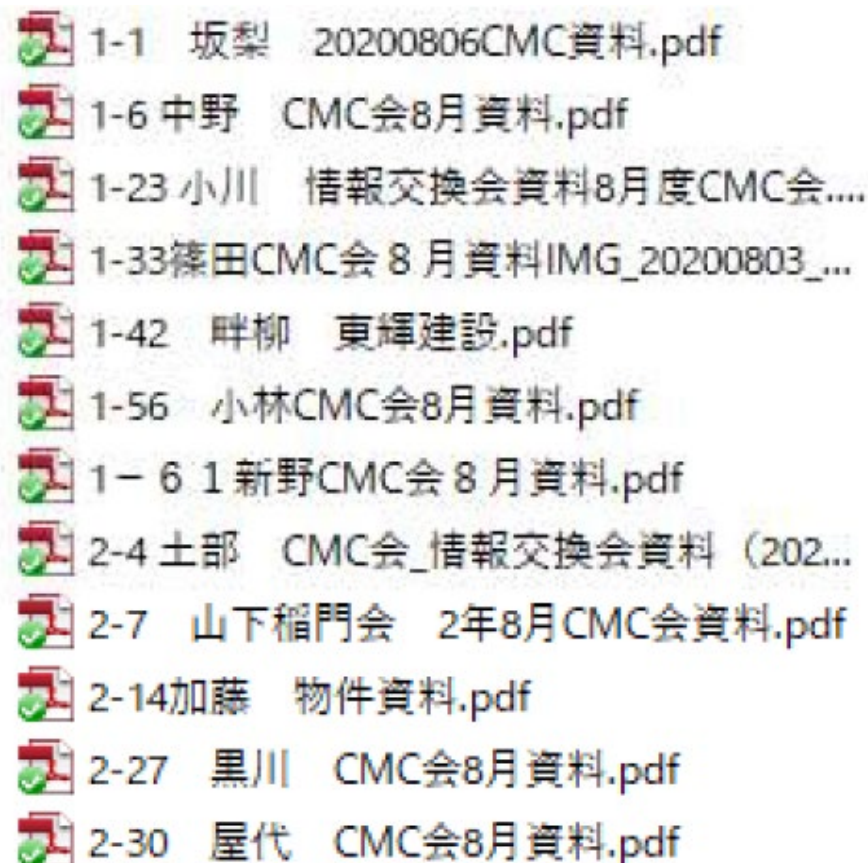 1-1　坂梨　20200806CMC資料.pdf
1-6 中野　CMC会8月資料.pdf
1-23 小川　情報交換会資料8月度CMC会....
1-33篠田CMC会８月資料IMG_20200803_...
1-42　畔柳　東輝建設.pdf
1-56　小林CMC会8月資料.pdf
1－６１新野CMC会８月資料.pdf
2-4 土部　CMC会_情報交換会資料（202...
2-7　山下稲門会　2年8月CMC会資料.pdf
2-14加藤　物件資料.pdf
2-27　黒川　CMC会8月資料.pdf
2-30　屋代　CMC会8月資料.pdf